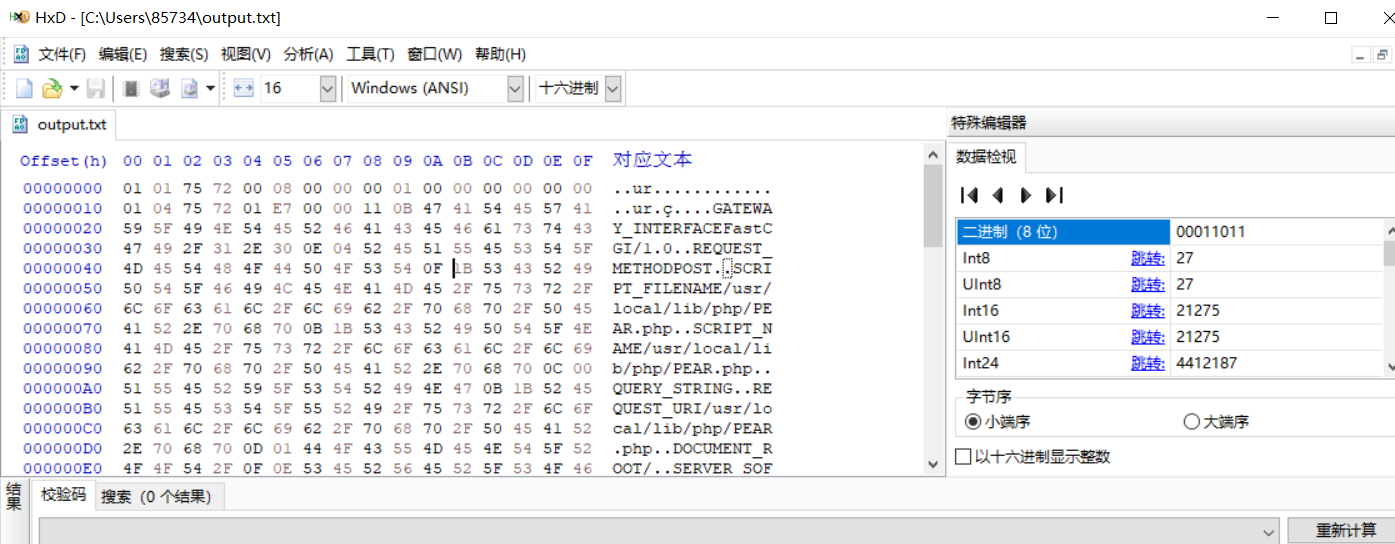 HxD - [C:\Users\85734\output.txt]
文件(F) 编辑(E) 搜索(S) 视图(V) 分析(A) 工具(T) 窗口(W) 帮助(H)
16 Windows (ANSI) 十六进制
output.txt
Offset(h) 00 01 02 03 04 05 06 07 08 09 0A 0B 0C 0D 0E 0F 对应文本
00000000 01 01 75 72 00 08 00 00 00 01 00 00 00 00 00 00 ..ur............
00000010 01 04 75 72 01 E7 00 00 11 0B 47 41 54 45 57 41 ..ur.ç....GATEWA
00000020 59 5F 49 4E 54 45 52 46 41 43 45 46 61 73 74 43 Y_INTERFACEFastC
00000030 47 49 2F 31 2E 30 0E 04 52 45 51 55 45 53 54 5F GI/1.0..REQUEST_
00000040 4D 45 54 48 4F 44 50 4F 53 54 0F 1B 53 43 52 49 METHODPOST..SCRI
00000050 50 54 5F 46 49 4C 45 4E 41 4D 45 2F 75 73 72 2F PT_FILENAME/usr/
00000060 6C 6F 63 61 6C 2F 6C 69 62 2F 70 68 70 2F 50 45 local/lib/php/PE
00000070 41 52 2E 70 68 70 0B 1B 53 43 52 49 50 54 5F 4E AR.php..SCRIPT_N
00000080 41 4D 45 2F 75 73 72 2F 6C 6F 63 61 6C 2F 6C 69 AME/usr/local/li
00000090 62 2F 70 68 70 2F 50 45 41 52 2E 70 68 70 0C 00 b/php/PEAR.php..
000000A0 51 55 45 52 59 5F 53 54 52 49 4E 47 0B 1B 52 45 QUERY_STRING..RE
000000B0 51 55 45 53 54 5F 55 52 49 2F 75 73 72 2F 6C 6F QUEST_URI/usr/lo
000000C0 63 61 6C 2F 6C 69 62 2F 70 68 70 2F 50 45 41 52 cal/lib/php/PEAR
000000D0 2E 70 68 70 0D 01 44 4F 43 55 4D 45 4E 54 5F 52 .php..DOCUMENT_R
000000E0 4F 4F 54 2F 0F 0E 53 45 52 56 45 52 5F 53 4F 46 OOT/..SERVER_SOF
特殊编辑器
数据检视
二进制（8 位） 00011011
Int8 跳转: 27
UInt8 跳转: 27
Int16 跳转: 21275
UInt16 跳转: 21275
Int24 跳转: 4412187
字节序
小端序 大端序
以十六进制显示整数
结果
校验码 搜索（0 个结果）
重新计算